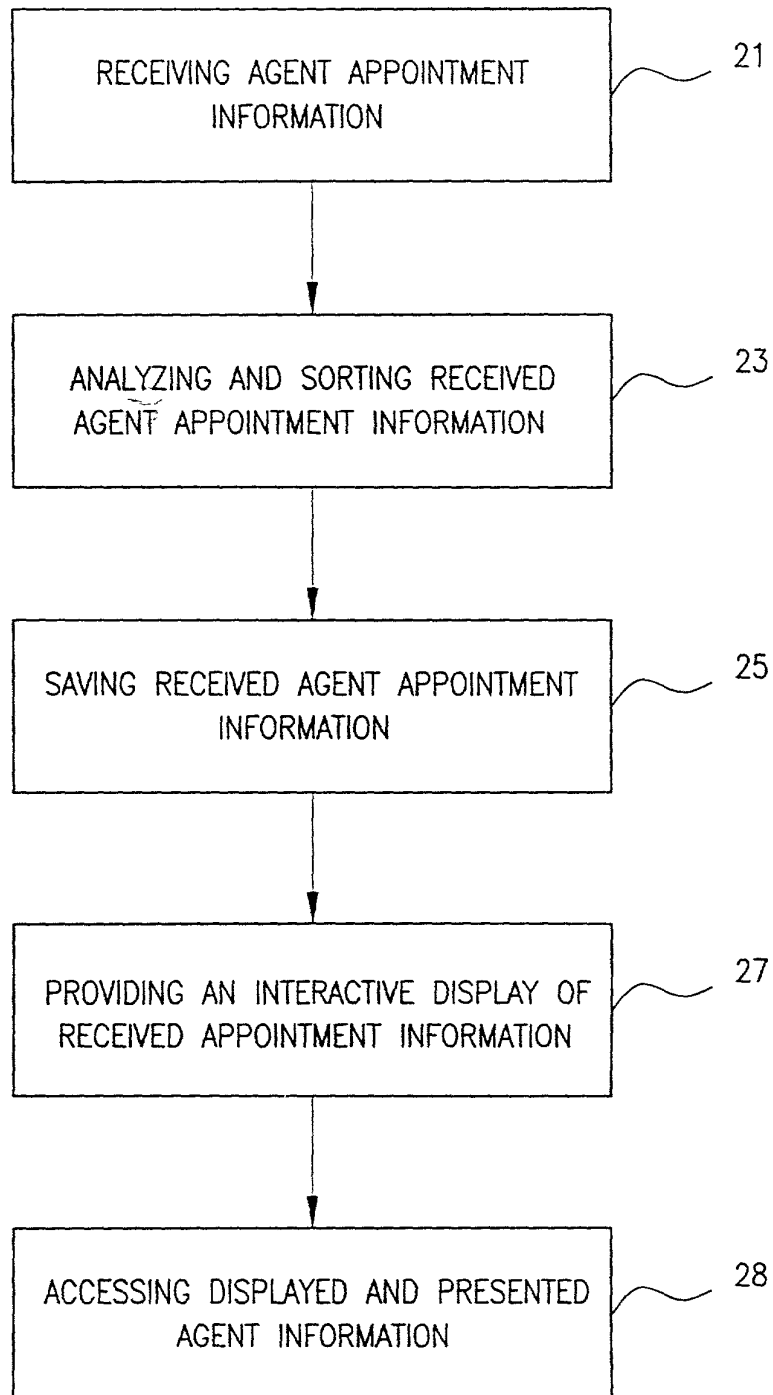 RECEIVING AGENT APPOINTMENT
INFORMATION
21
ANALYZING AND SORTING RECEIVED
AGENT APPOINTMENT INFORMATION
23
SAVING RECEIVED AGENT APPOINTMENT
INFORMATION
25
PROVIDING AN INTERACTIVE DISPLAY OF
RECEIVED APPOINTMENT INFORMATION
27
ACCESSING DISPLAYED AND PRESENTED
AGENT INFORMATION
28